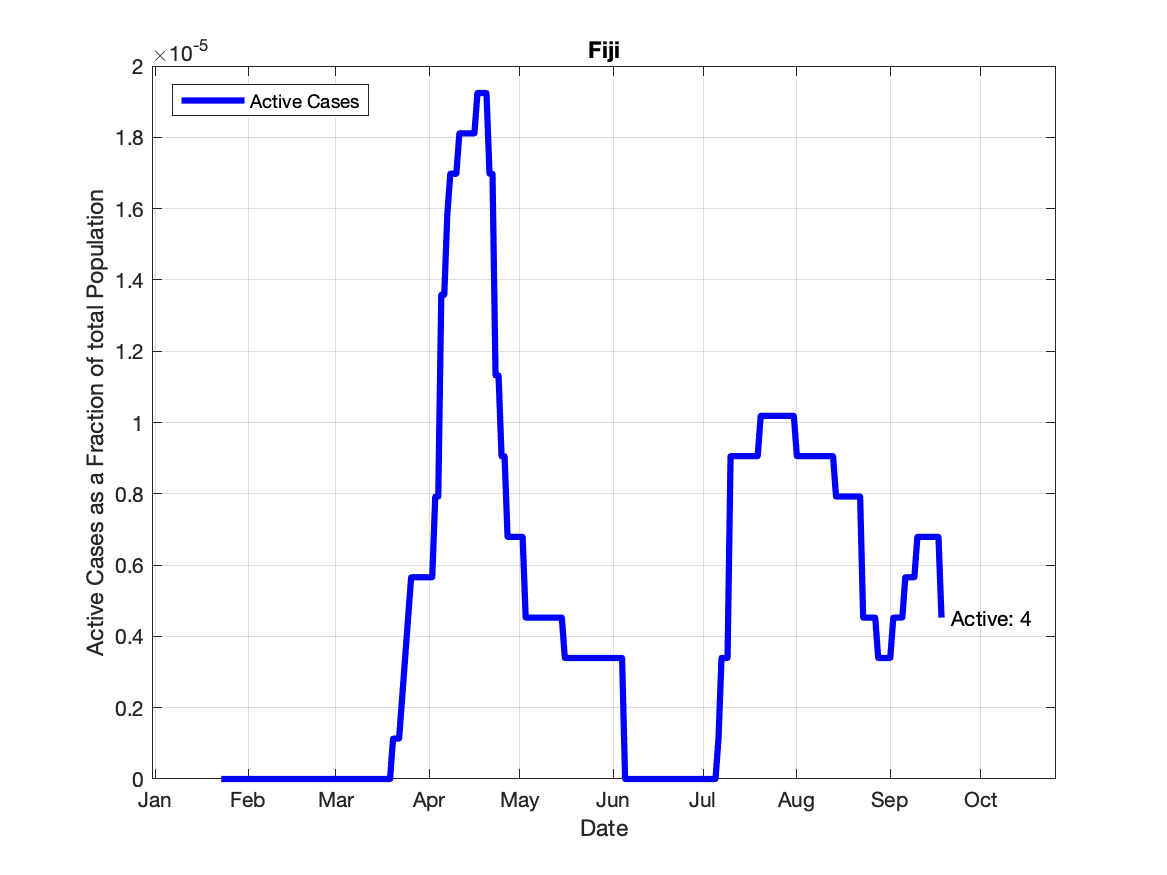 Fiji
×10-5
Active Cases
2
1.8
1.6
1.4
1.2
1
0.8
0.6
0.4
0.2
0
Active Cases as a Fraction of total Population
Active: 4
Jan Feb Mar Apr May Jun Jul Aug Sep Oct
Date